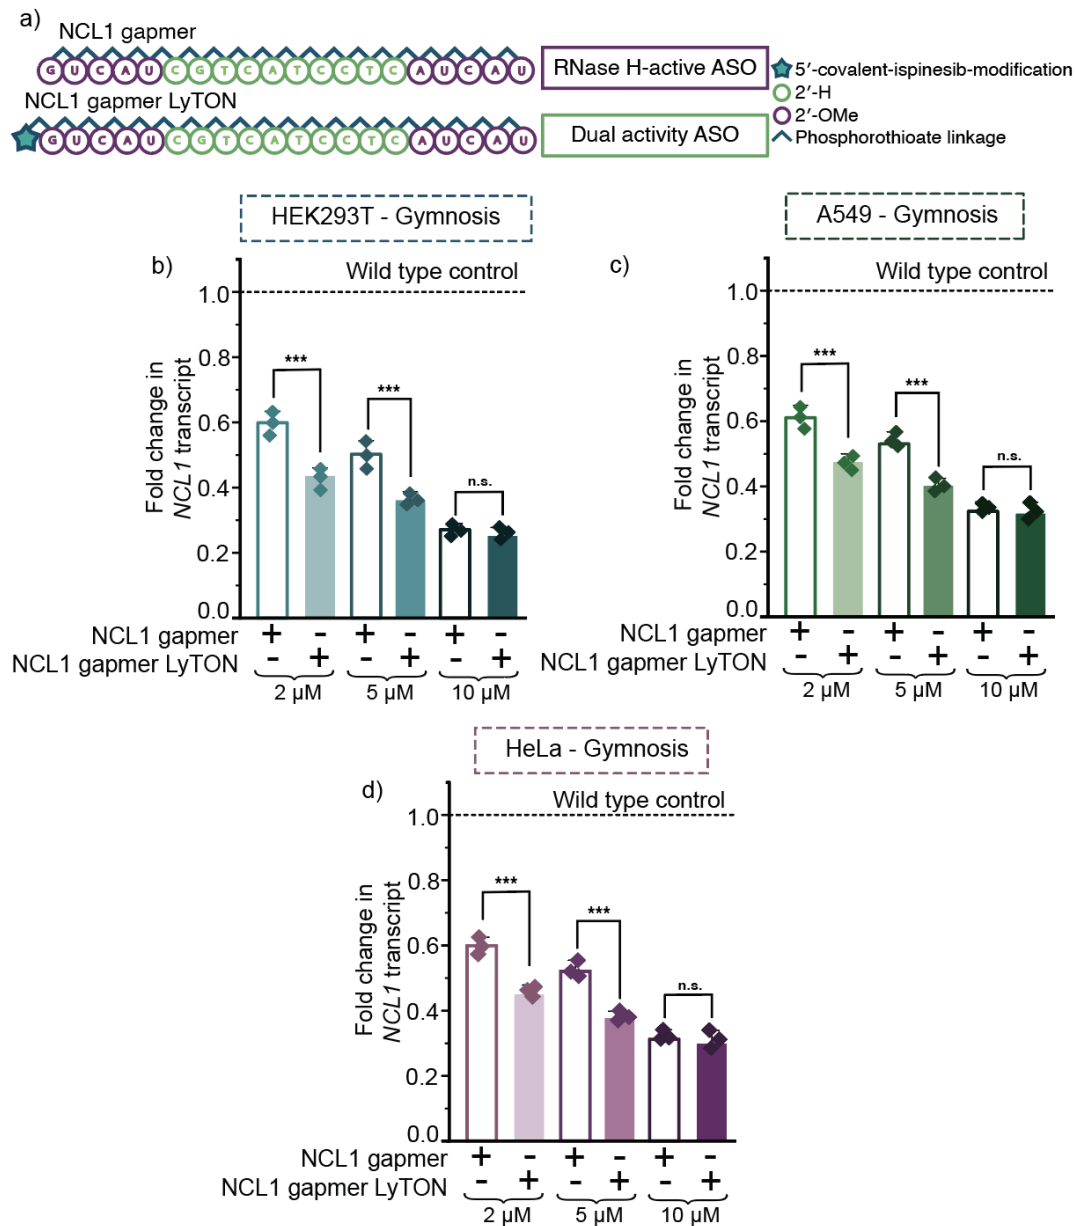 a)
NCL1 gapmer
GUCAUCGTCATCCTCAUCAU
RNase H-active ASO
NCL1 gapmer LyTON
GUCAUCGTCATCCTCAUCAU
Dual activity ASO
5′-covalent-ispinesib-modification
2′-H
2′-OMe
Phosphorothioate linkage
HEK293T - Gymnosis
b)
Wild type control
Fold change in
NCL1 transcript
1.0
0.8
0.6
0.4
0.2
0.0
***
***
n.s.
NCL1 gapmer + - + - + -
NCL1 gapmer LyTON - + - + - +
2 µM 5 µM 10 µM
A549 - Gymnosis
c)
Wild type control
Fold change in
NCL1 transcript
1.0
0.8
0.6
0.4
0.2
0.0
***
***
n.s.
NCL1 gapmer + - + - + -
NCL1 gapmer LyTON - + - + - +
2 µM 5 µM 10 µM
HeLa - Gymnosis
d)
Wild type control
Fold change in
NCL1 transcript
1.0
0.8
0.6
0.4
0.2
0.0
***
***
n.s.
NCL1 gapmer + - + - + -
NCL1 gapmer LyTON - + - + - +
2 µM 5 µM 10 µM